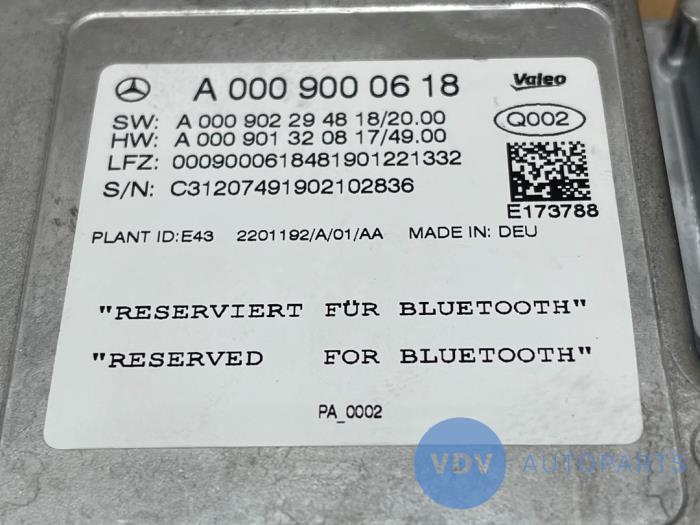 A 000 900 06 18
Valeo
SW: A 000 902 29 48 18/20.00
HW: A 000 901 32 08 17/49.00
Q002
LFZ: 0009000618481901221332
S/N: C31207491902102836
E173788
PLANT ID:E43 2201192/A/01/AA MADE IN: DEU
"RESERVIERT FÜR BLUETOOTH"
"RESERVED FOR BLUETOOTH"
PA_0002
VDV AUTOPARTS